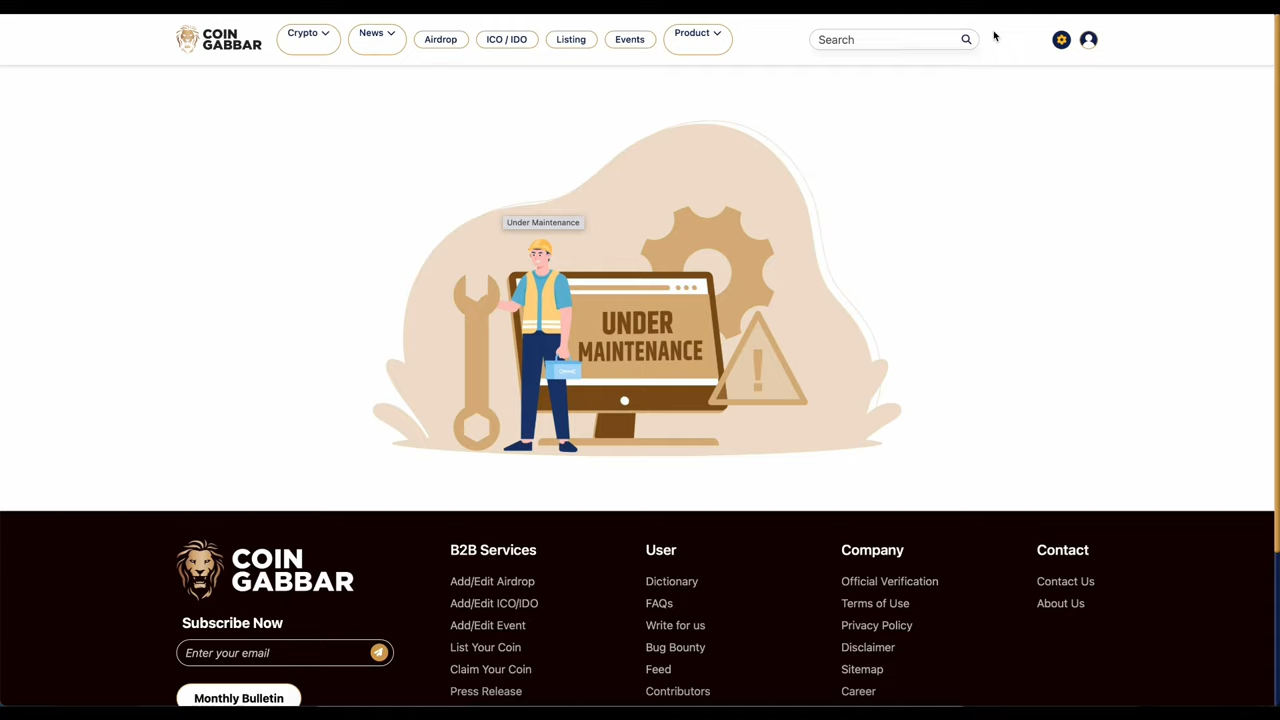 COIN
GABBAR
Crypto
News
Airdrop
ICO / IDO
Listing
Events
Product
Search
Under Maintenance
UNDER
MAINTENANCE
COIN
GABBAR
Subscribe Now
Enter your email
Monthly Bulletin
B2B Services
Add/Edit Airdrop
Add/Edit ICO/IDO
Add/Edit Event
List Your Coin
Claim Your Coin
Press Release
User
Dictionary
FAQs
Write for us
Bug Bounty
Feed
Contributors
Company
Official Verification
Terms of Use
Privacy Policy
Disclaimer
Sitemap
Career
Contact
Contact Us
About Us